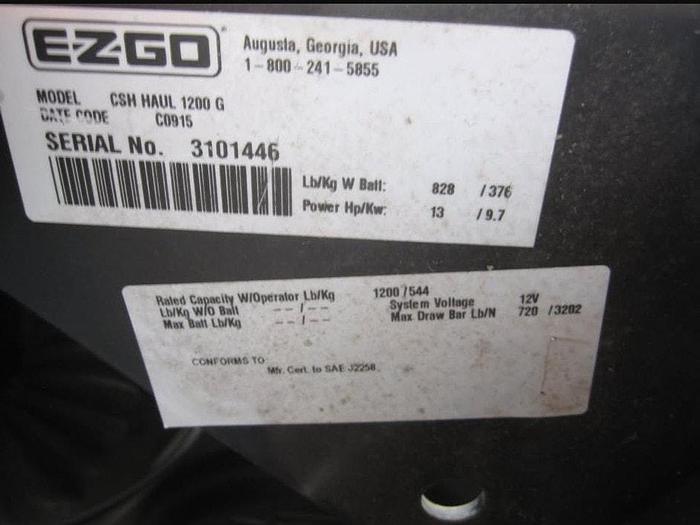 E-Z-GO
Augusta, Georgia, USA
1-800-241-5855
MODEL CSH HAUL 1200 G
DATE CODE C0915
SERIAL No. 3101446
Lb/Kg W Batt: 828 /376
Power Hp/Kw: 13 /9.7
Rated Capacity W/Operator Lb/Kg 1200/544
Lb/Kg W/O Batt --/-- System Voltage 12V
Max Batt Lb/Kg --/-- Max Draw Bar Lb/N 720 /3202
CONFORMS TO
Mfr. Cert. to SAE J2258